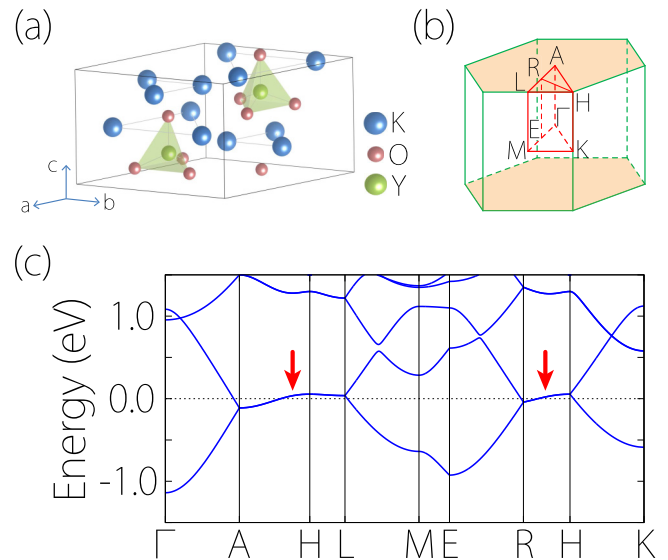 (a)
K
O
Y
c
a
b
(b)
A
R
L
H
Γ
E
M
K
(c)
Energy (eV)
1.0
0.0
-1.0
Γ A H L M E R H K